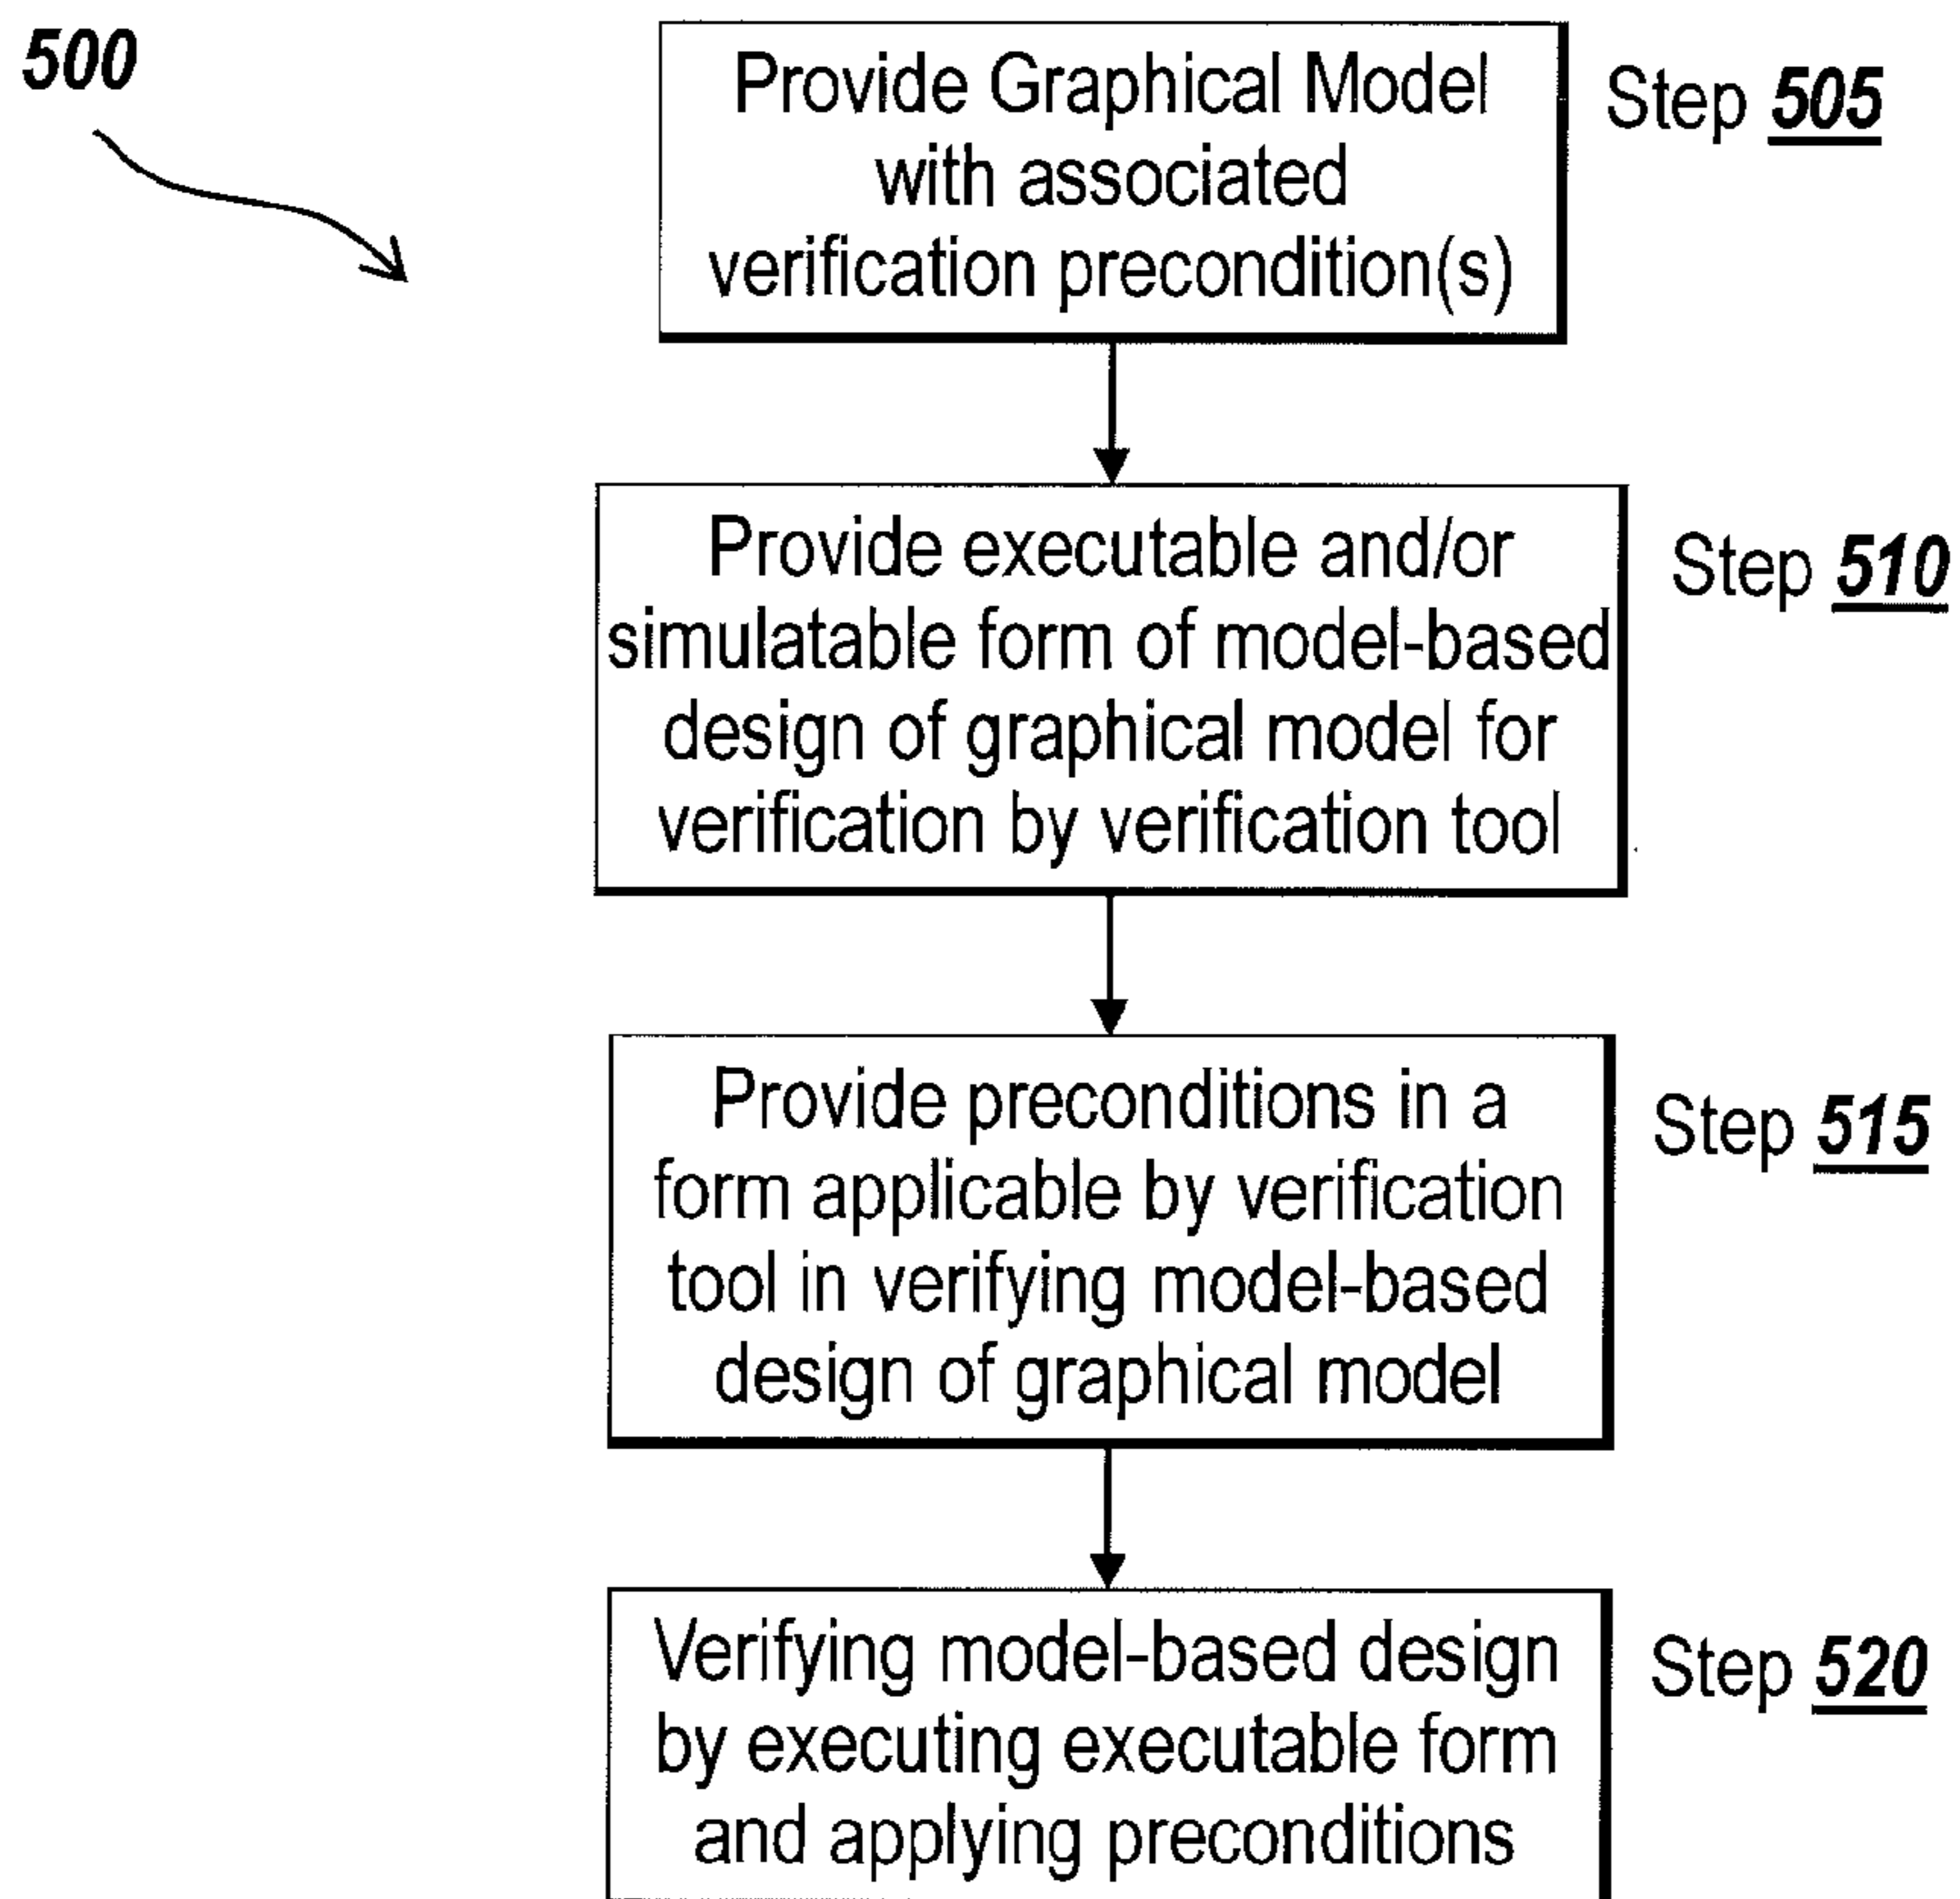 500
Provide Graphical Model
with associated
verification precondition(s)
Step 505
Provide executable and/or
simulatable form of model-based
design of graphical model for
verification by verification tool
Step 510
Provide preconditions in a
form applicable by verification
tool in verifying model-based
design of graphical model
Step 515
Verifying model-based design
by executing executable form
and applying preconditions
Step 520